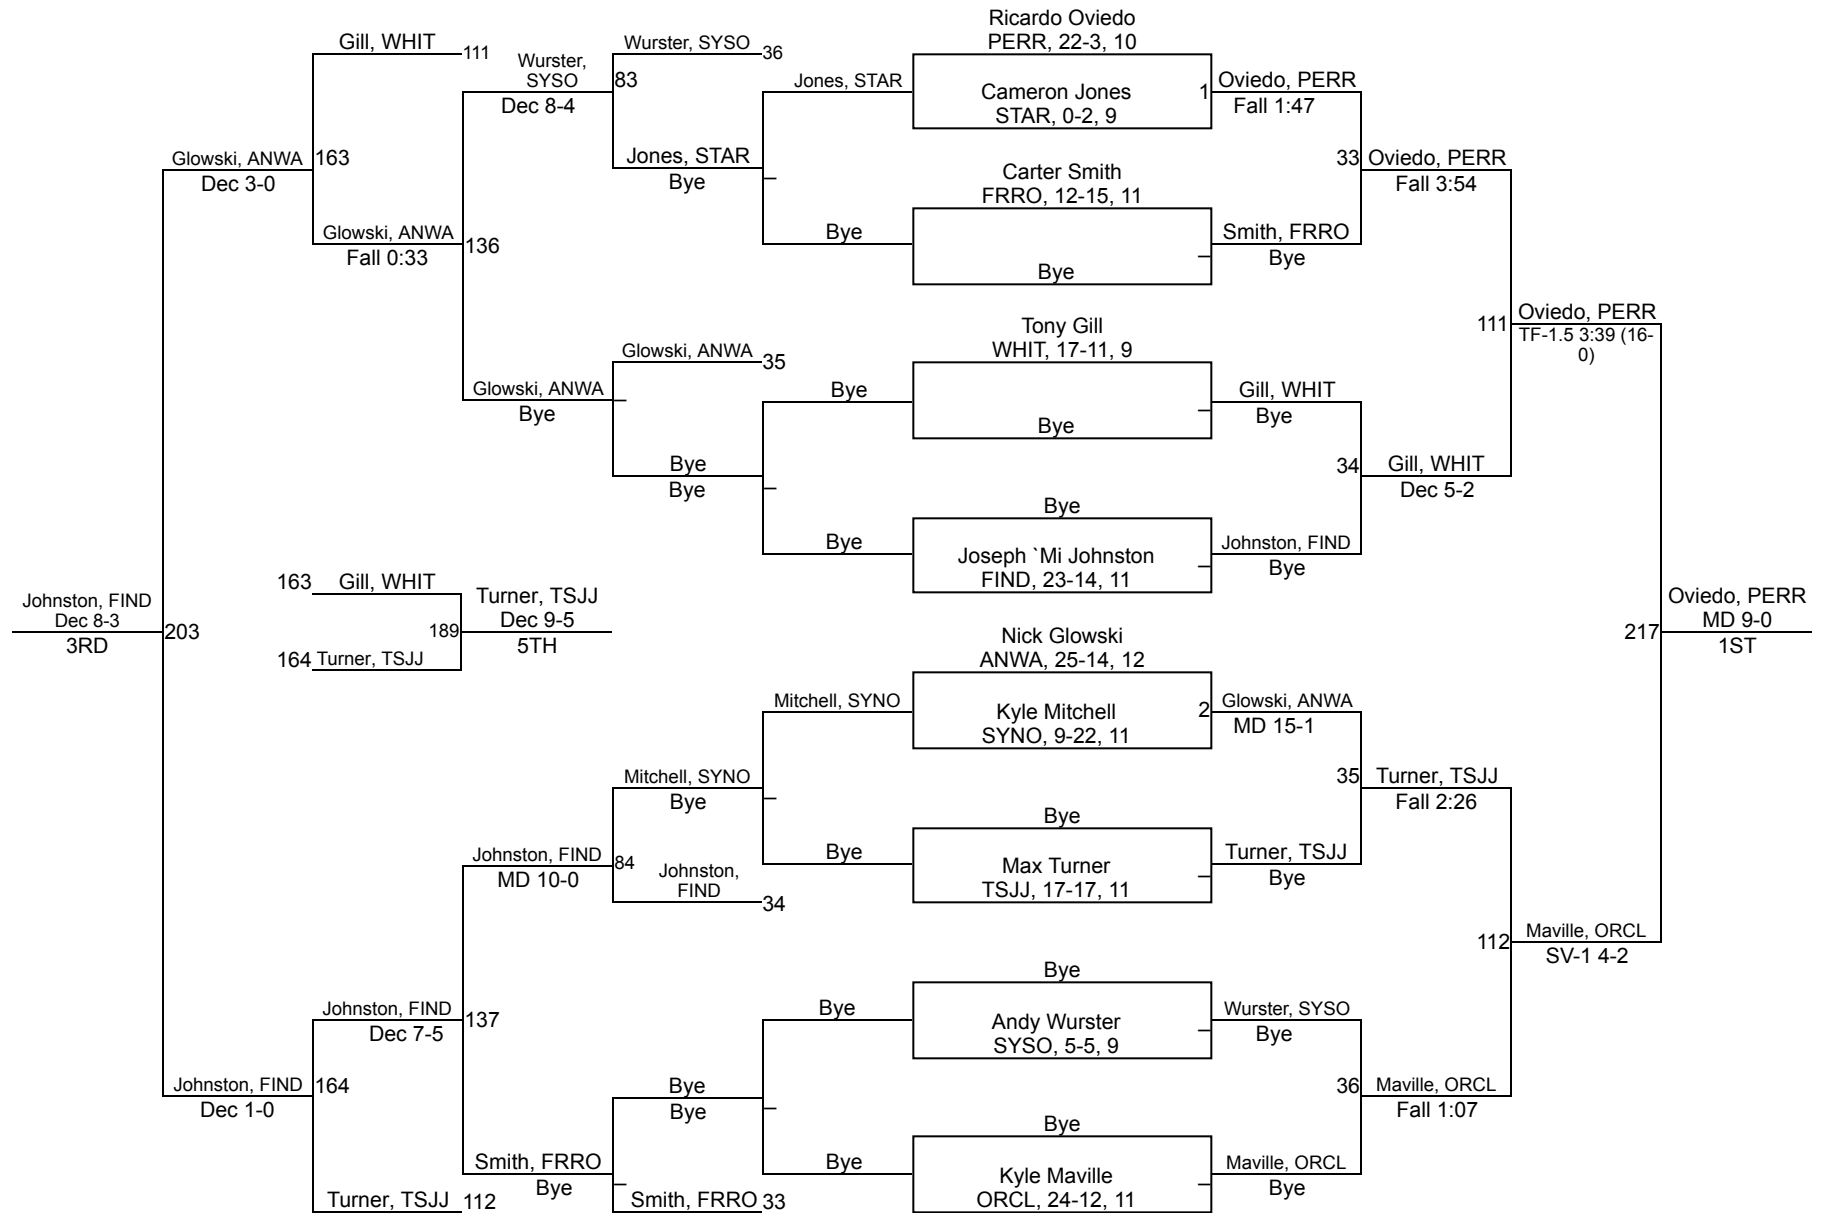 Ricardo Oviedo
PERR, 22-3, 10
Gill, WHIT
111
Wurster, SYSO
36
Wurster,
SYSO
83
Dec 8-4
Jones, STAR
Cameron Jones
STAR, 0-2, 9
1
Oviedo, PERR
Fall 1:47
Glowski, ANWA
163
Dec 3-0
Jones, STAR
Bye
Carter Smith
FRRO, 12-15, 11
33
Oviedo, PERR
Fall 3:54
Glowski, ANWA
136
Fall 0:33
Bye
Bye
Smith, FRRO
Bye
Tony Gill
WHIT, 17-11, 9
111
Oviedo, PERR
TF-1.5 3:39 (16-
0)
Glowski, ANWA
35
Glowski, ANWA
Bye
Bye
Bye
Gill, WHIT
Bye
Bye
Bye
34
Gill, WHIT
Dec 5-2
Bye
Bye
Joseph `Mi Johnston
FIND, 23-14, 11
Johnston, FIND
Bye
163
Gill, WHIT
Turner, TSJJ
Dec 9-5
189
5TH
164
Turner, TSJJ
Johnston, FIND
Dec 8-3
203
3RD
Oviedo, PERR
217
MD 9-0
1ST
Nick Glowski
ANWA, 25-14, 12
Mitchell, SYNO
Kyle Mitchell
SYNO, 9-22, 11
2
Glowski, ANWA
MD 15-1
Mitchell, SYNO
Bye
35
Turner, TSJJ
Fall 2:26
Bye
Bye
Max Turner
TSJJ, 17-17, 11
Turner, TSJJ
Bye
Johnston, FIND
84
MD 10-0
Johnston,
FIND
34
112
Maville, ORCL
SV-1 4-2
Bye
Bye
Andy Wurster
SYSO, 5-5, 9
Wurster, SYSO
Bye
Johnston, FIND
137
Dec 7-5
Johnston, FIND
164
Dec 1-0
Bye
Bye
36
Maville, ORCL
Fall 1:07
Bye
Bye
Kyle Maville
ORCL, 24-12, 11
Maville, ORCL
Bye
Smith, FRRO
Bye
Turner, TSJJ
112
Smith, FRRO
33